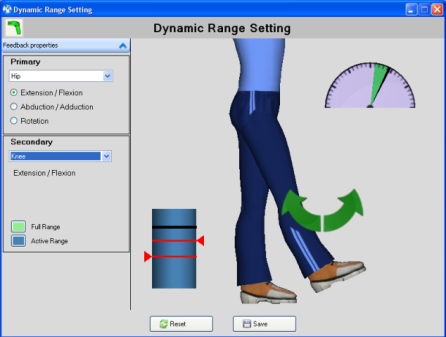 Dynamic Range Setting
Dynamic Range Setting
Feedback properties
Primary
Hip
Extension / Flexion
Abduction / Adduction
Rotation
Secondary
Knee
Extension / Flexion
Full Range
Active Range
Reset
Save